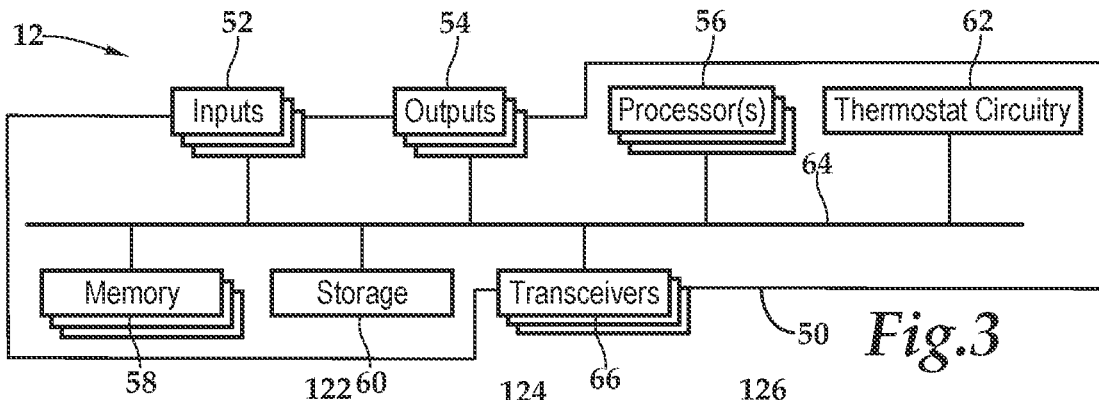 12
52
54
56
62
Inputs
Outputs
Processor(s)
Thermostat Circuitry
64
Memory
Storage
Transceivers
50
Fig.3
58
122
60
124
66
126